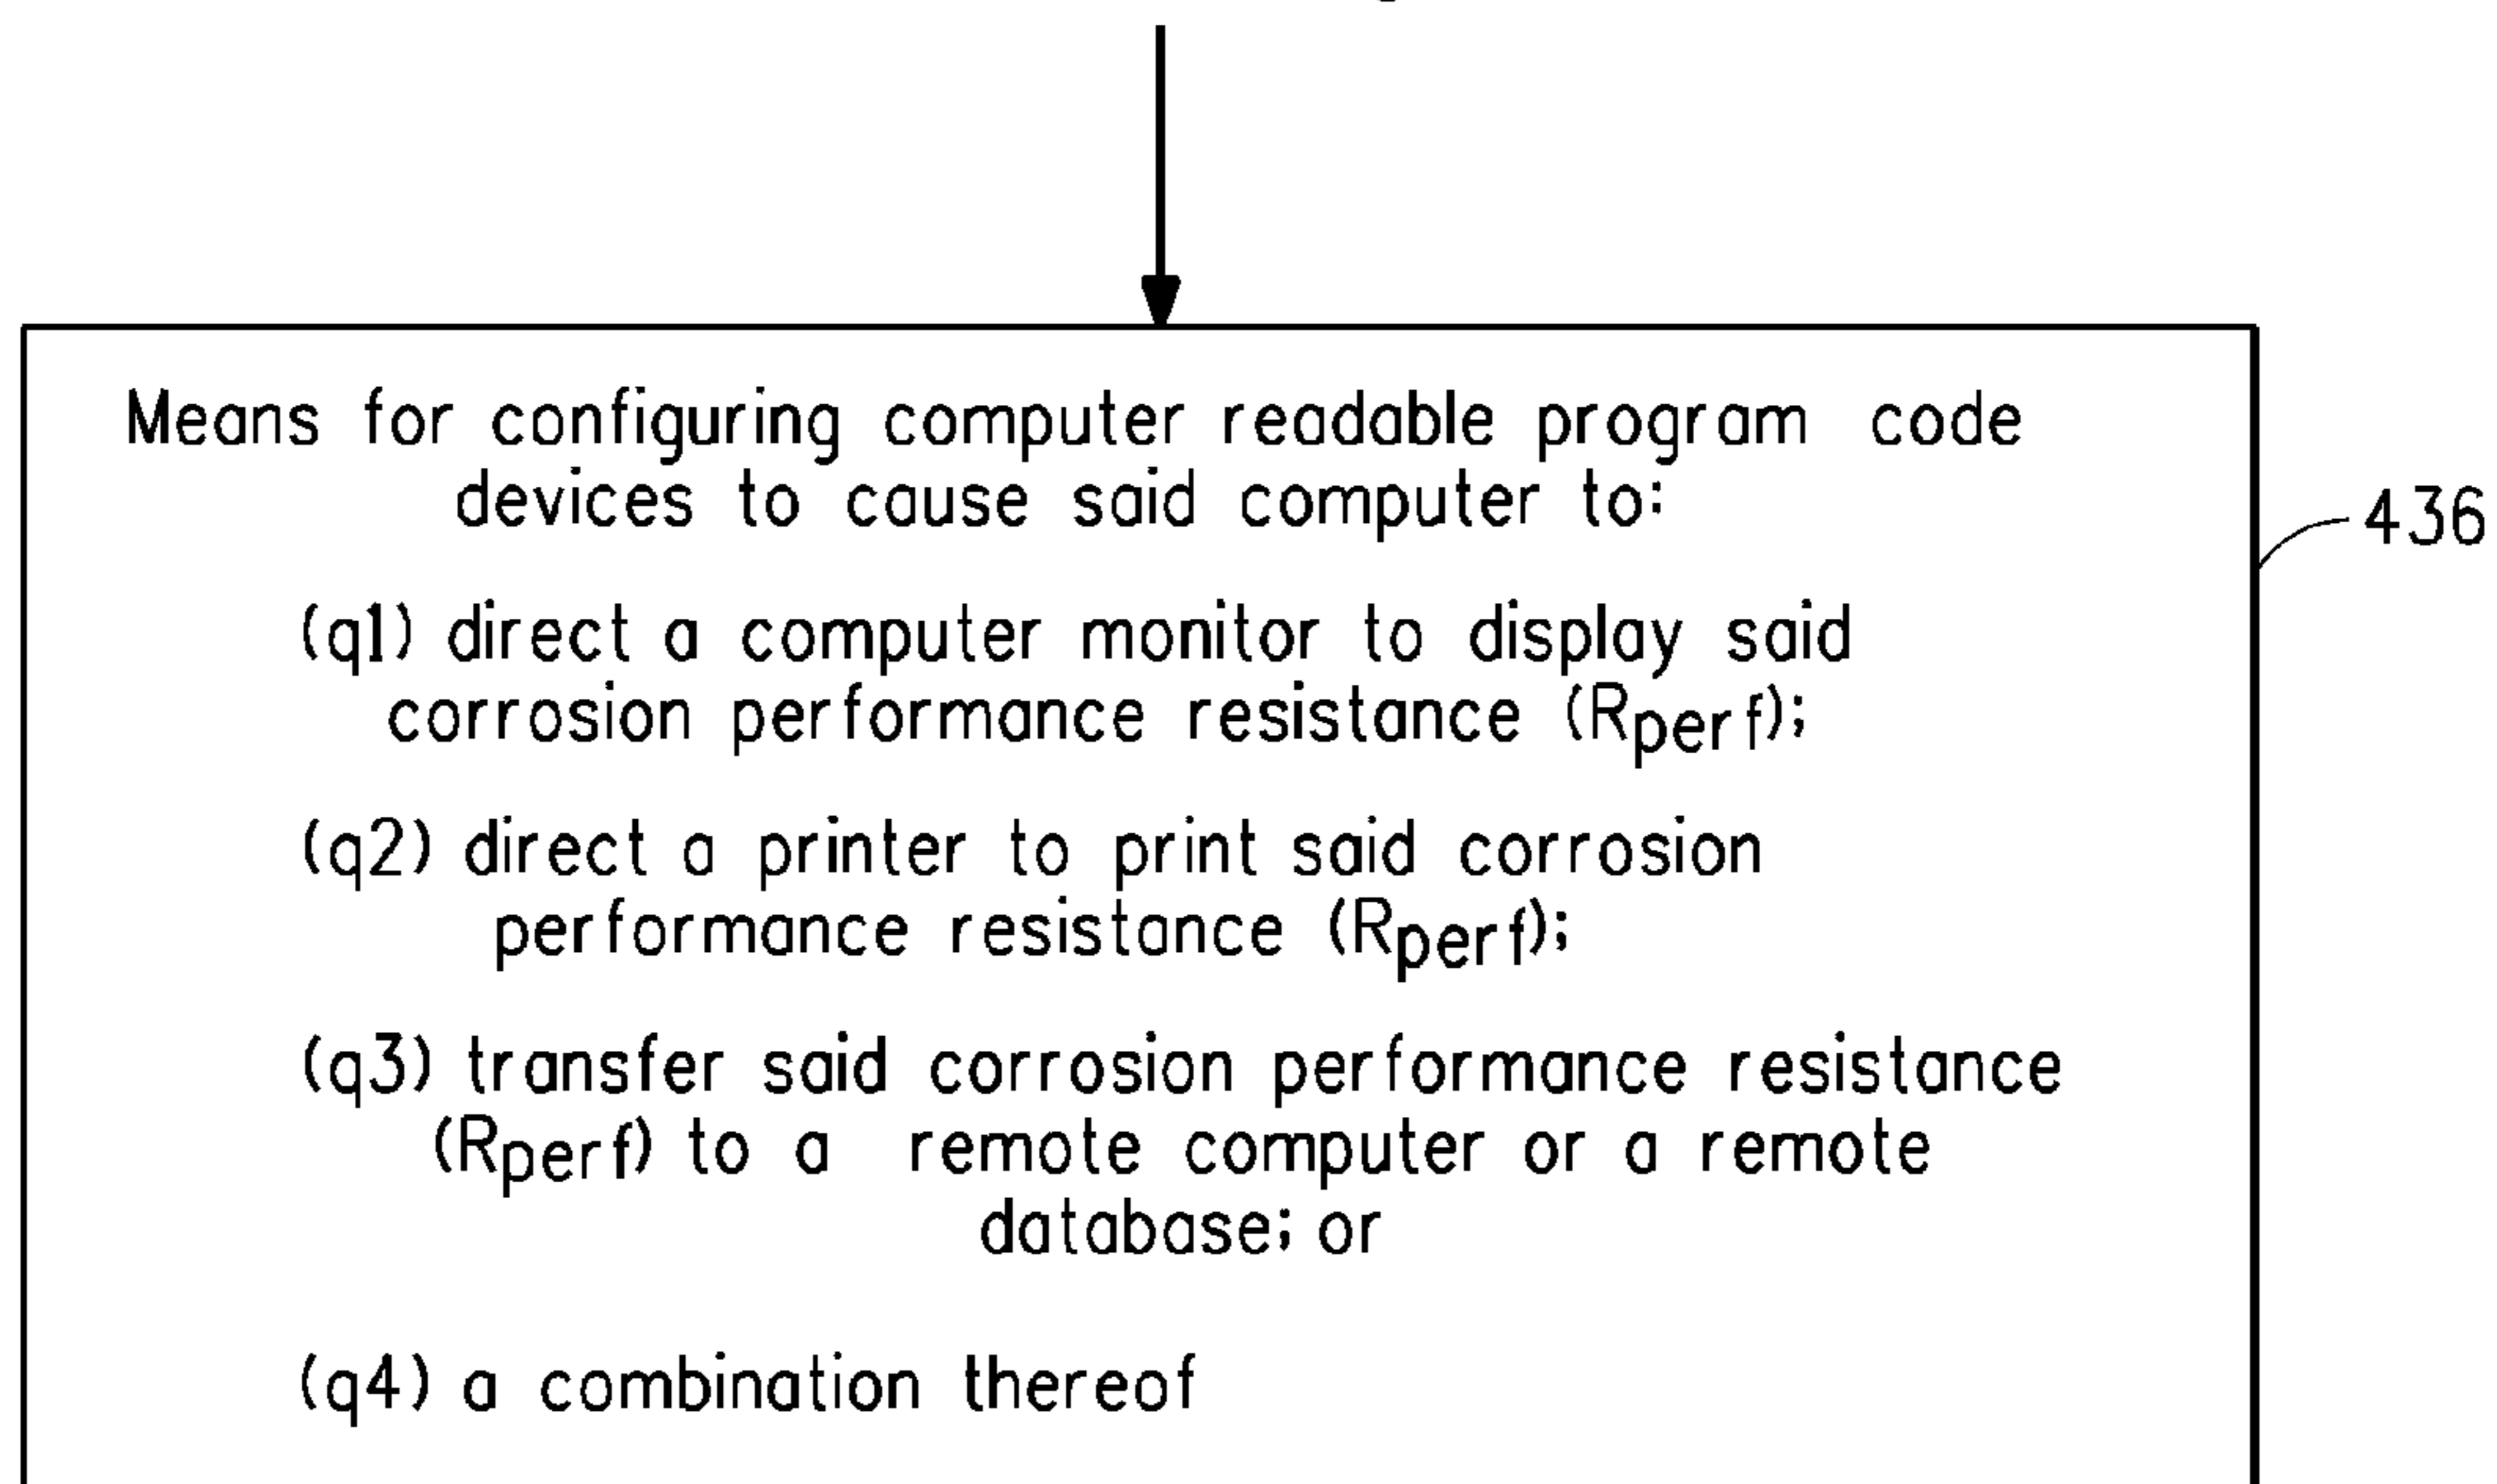 Means for configuring computer readable program code
devices to cause said computer to:
436
(q1) direct a computer monitor to display said
corrosion performance resistance (Rperf);
(q2) direct a printer to print said corrosion
performance resistance (Rperf);
(q3) transfer said corrosion performance resistance
(Rperf) to a remote computer or a remote
database; or
(q4) a combination thereof